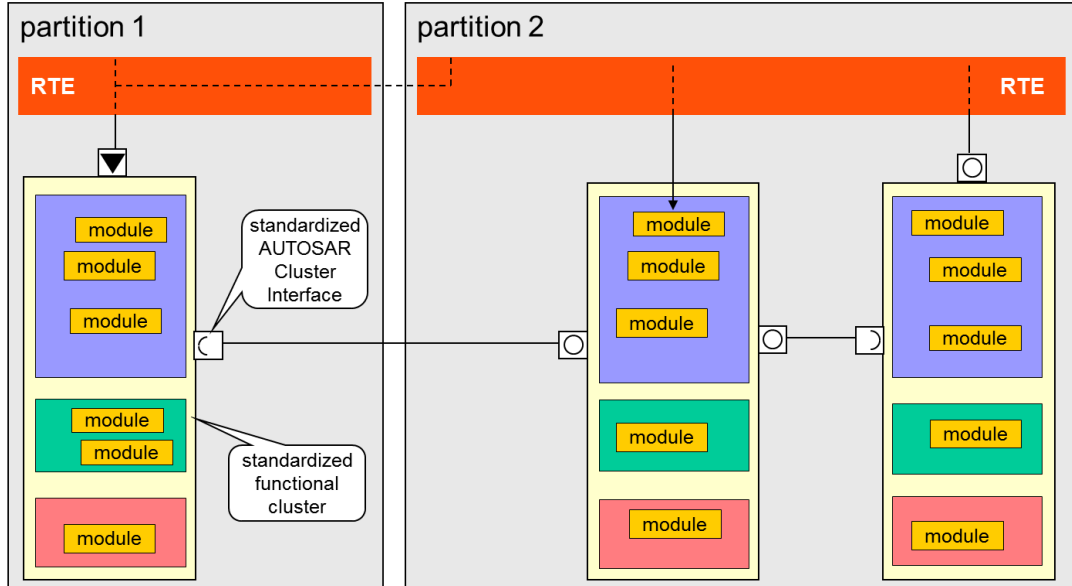 partition 1
RTE
module
module
module
module
module
module
standardized
AUTOSAR
Cluster
Interface
standardized
functional
cluster
partition 2
RTE
module
module
module
module
module
module
module
module
module
module